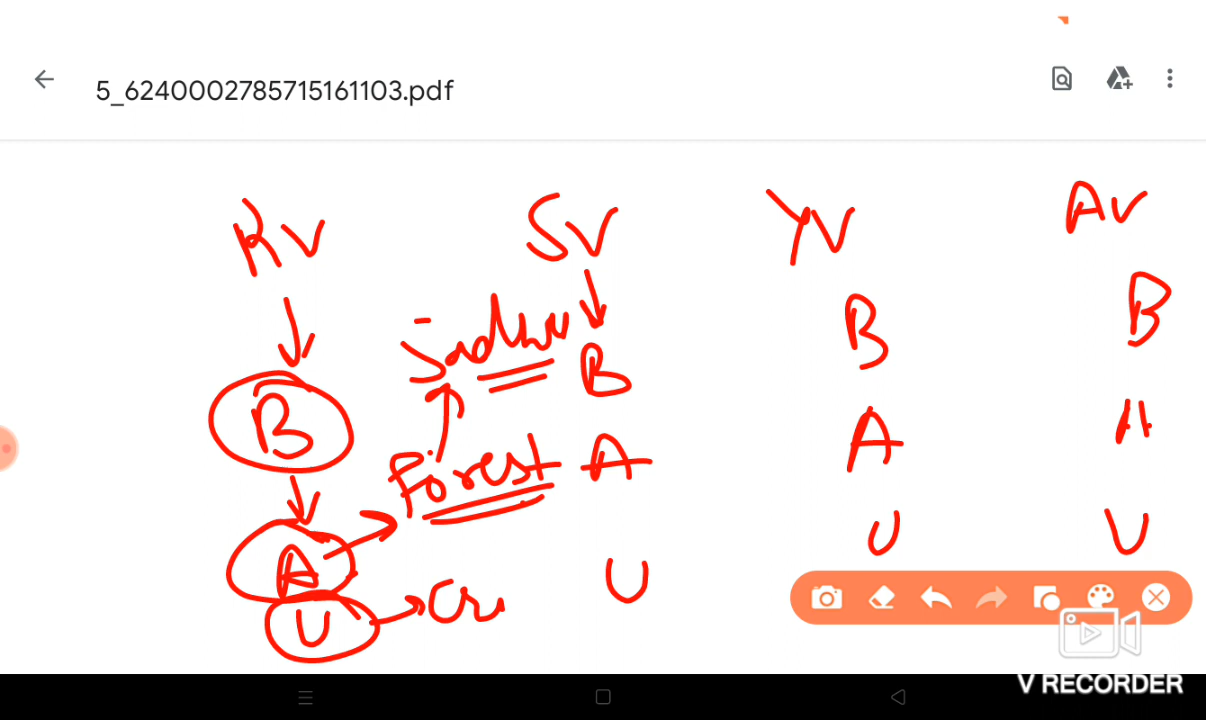 5_6240002785715161103.pdf
RV SV YV AV
B
Sadhu B B
B
Forest A A
A
A U U
U U
V RECORDER